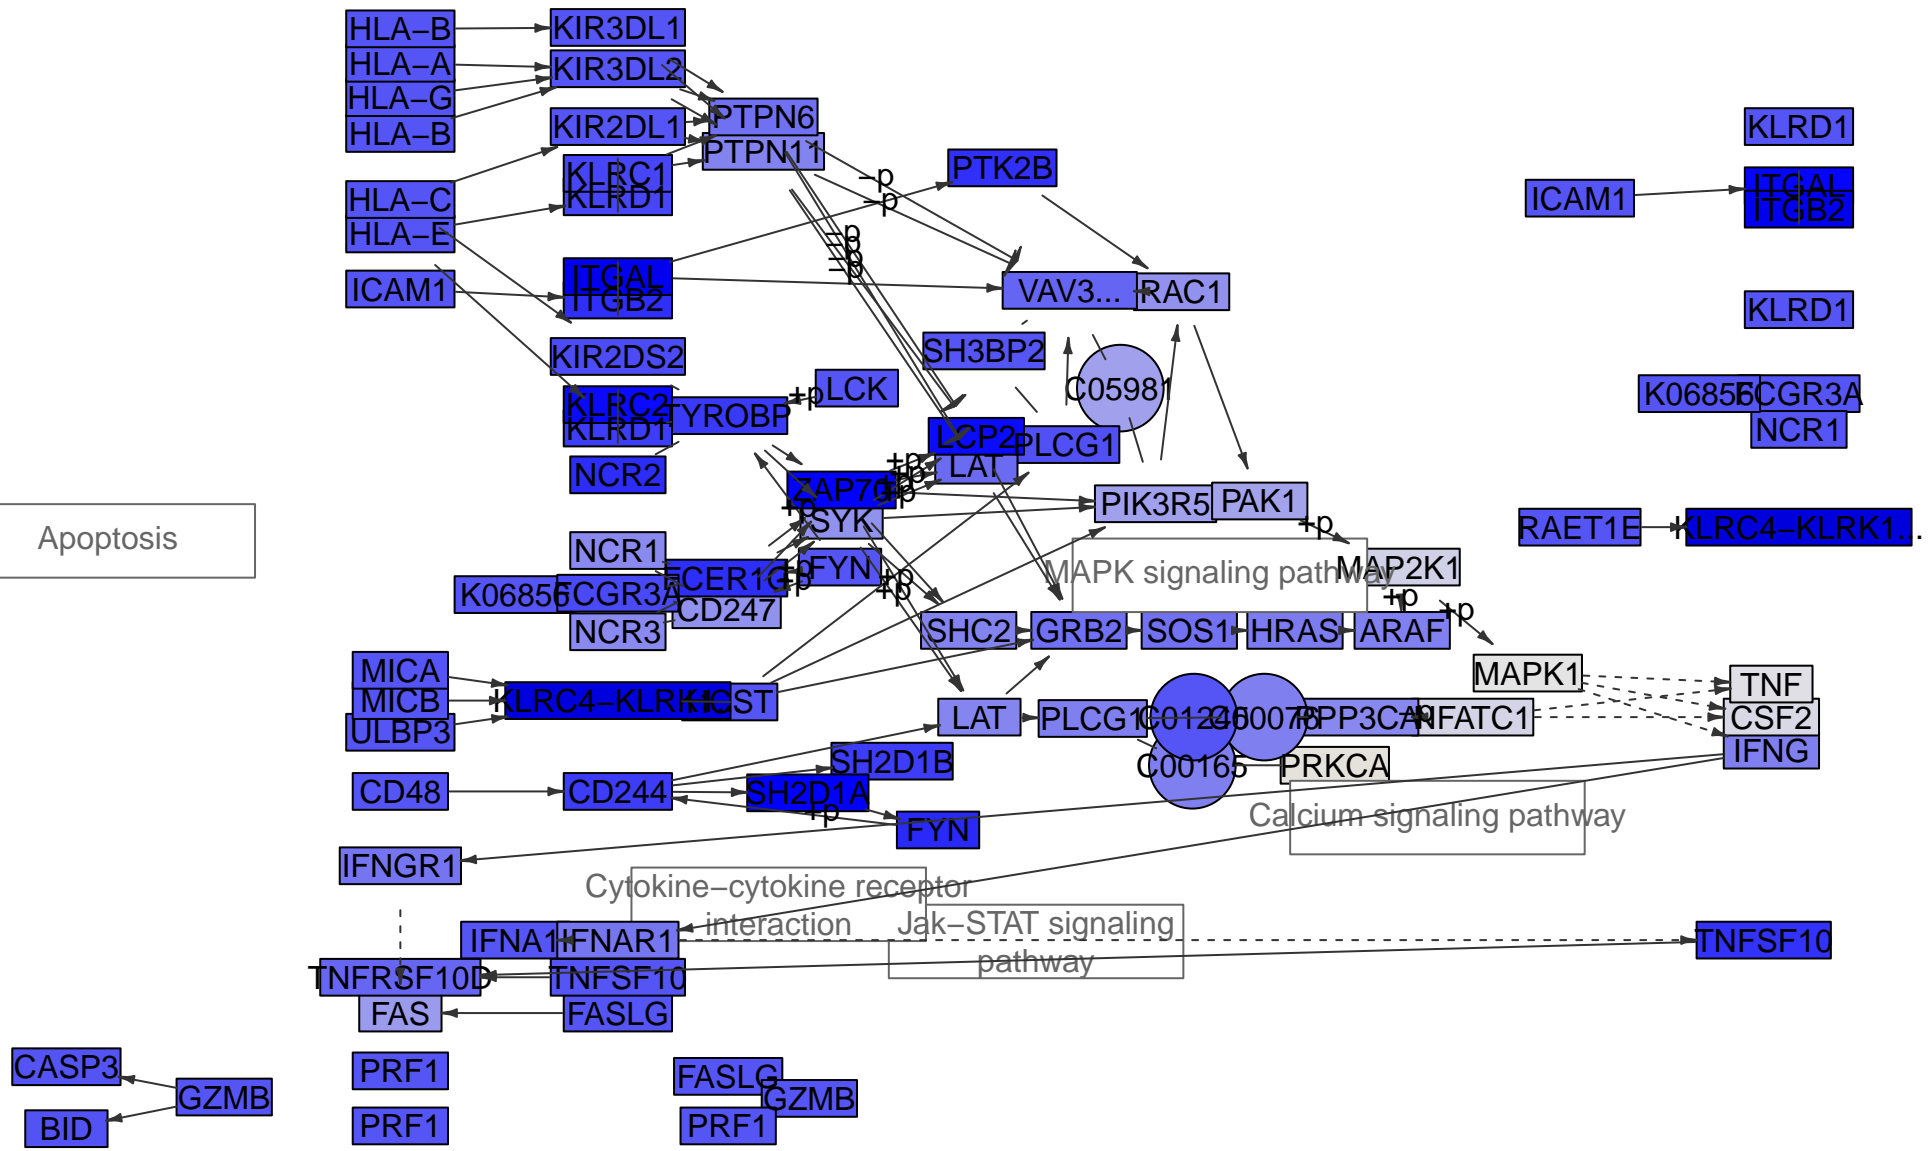 HLA−B
KIR3DL1
HLA−A
KIR3DL2
HLA−G
HLA−B
KIR2DL1
PTPN6
PTPN11
KLRC1
KLRD1
PTK2B
−p
−p
HLA−C
HLA−E
−p
−p
−p
−p
ICAM1
ITGAL
ITGB2
VAV3...
RAC1
KLRD1
ICAM1
ITGAL
ITGB2
KLRD1
KIR2DS2
SH3BP2
C05981
LCK
+p
KLRC2
KLRD1
TYROBP
LCP2
PLCG1
LAT
K06856
FCGR3A
NCR1
NCR2
+p
+p
+p
+p
ZAP70
+p
SYK
PIK3R5
PAK1
+p
Apoptosis
RAET1E
KLRC4−KLRK1...
NCR1
FCER1G
+p
+p
FYN
+p
+p
MAPK signaling pathway
MAP2K1
K06856
FCGR3A
CD247
NCR3
+p
+p
SHC2
GRB2
SOS1
HRAS
ARAF
MICA
MICB
ULBP3
KLRC4−KLRK1
HCST
MAPK1
TNF
CSF2
IFNG
LAT
PLCG1
C01245
C00076
PPP3CA
−p
NFATC1
C00165
PRKCA
CD48
CD244
SH2D1B
SH2D1A
+p
FYN
Calcium signaling pathway
IFNGR1
Cytokine−cytokine receptor
interaction
Jak−STAT signaling
pathway
IFNA1
IFNAR1
TNFSF10
TNFRSF10D
TNFSF10
FAS
FASLG
CASP3
GZMB
BID
PRF1
PRF1
FASLG
GZMB
PRF1